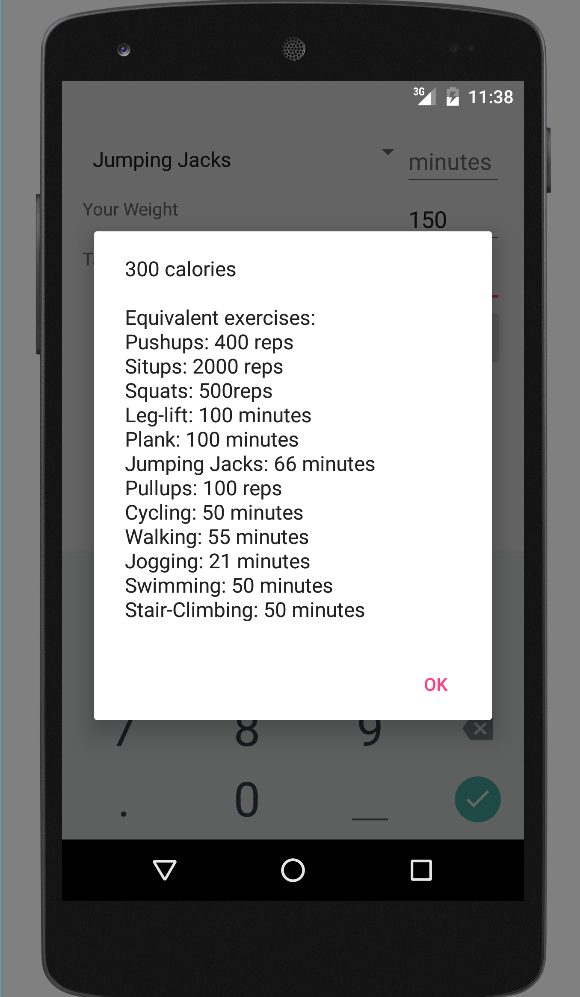 3G 11:38
Jumping Jacks minutes
Your Weight 150
300 calories
Equivalent exercises:
Pushups: 400 reps
Situps: 2000 reps
Squats: 500reps
Leg-lift: 100 minutes
Plank: 100 minutes
Jumping Jacks: 66 minutes
Pullups: 100 reps
Cycling: 50 minutes
Walking: 55 minutes
Jogging: 21 minutes
Swimming: 50 minutes
Stair-Climbing: 50 minutes
OK
7 8 9
. 0 _